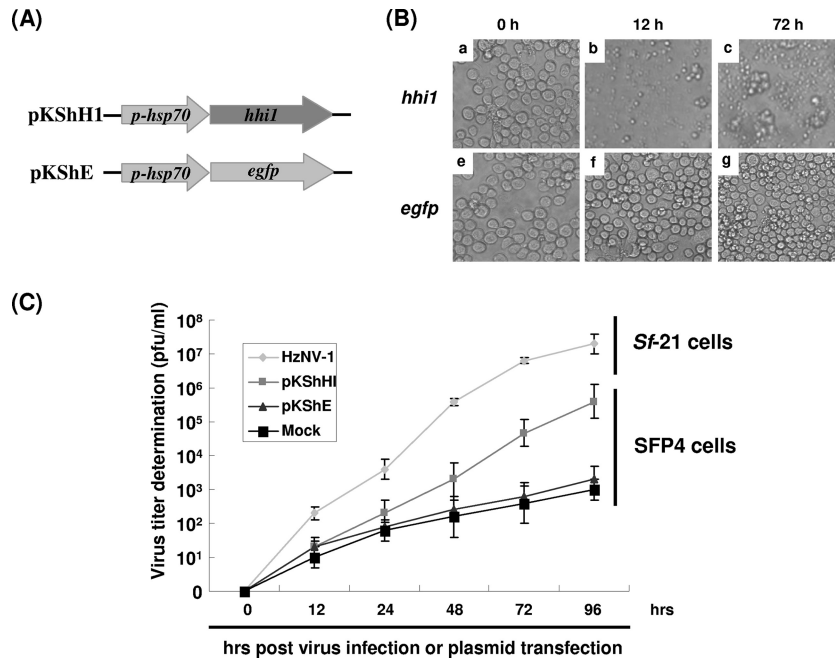 (A)
pKShH1
p-hsp70
hhi1
pKShE
p-hsp70
egfp
(B)
0 h
12 h
72 h
hhi1
a
b
c
egfp
e
f
g
(C)
Virus titer determination (pfu/ml)
10⁸
10⁷
10⁶
10⁵
10⁴
10³
10²
10¹
0
HzNV-1
pKShHI
pKShE
Mock
Sf-21 cells
SFP4 cells
0
12
24
48
72
96
hrs
hrs post virus infection or plasmid transfection